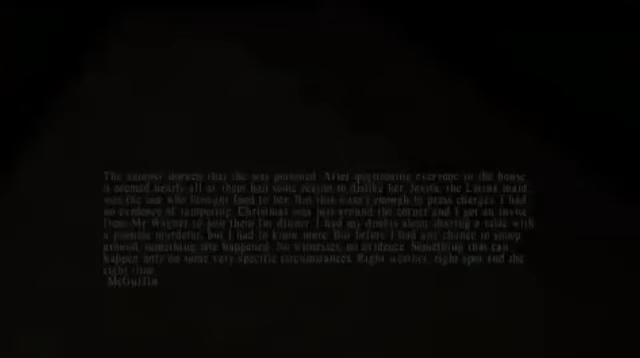 The autopsy shows that she was poisoned. After questioning everyone in the house
it seemed nearly all of them had some reason to dislike her. the Latina maid
was the one who brought food to her. But this wasn't enough to press charges. I had
no evidence of tampering. Christmas was just around the corner and I got an invite
from Mr Wagner to join them for dinner. I had my doubts about sharing a table with
a possible murderer, but I had to know more. But before I had any chance to snoop
around, something else happened. No witnesses, no evidence. Something that can
happen only on some very specific circumstances. Right weather, right spot and the
right time.
McGuffin